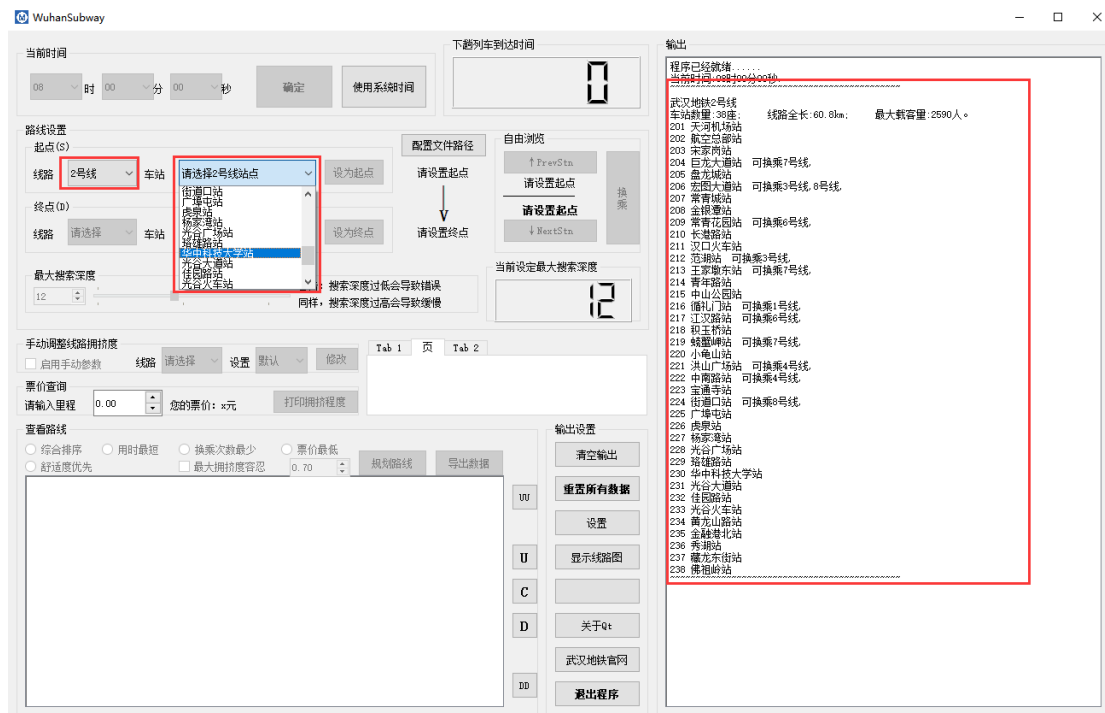 WuhanSubway
当前时间
08 时 00 分 00 秒 确定 使用系统时间
下趟列车到达时间
0
路线设置
起点(S)
线路 2号线 车站 请选择2号线站点 设为起点
街道口站
广埠屯站
虎泉站
杨家湾站
光谷广场站
珞雄路站
华中科技大学站
光谷大道站
佳园路站
光谷火车站
终点(D)
线路 请选择 车站 设为终点
配置文件路径
请设置起点
V
请设置终点
自由浏览
↑ PrevStn
请设置起点
请设置起点
↓ NextStn
换乘
最大搜索深度
12
搜索深度过低会导致错误
同样，搜索深度过高会导致缓慢
当前设定最大搜索深度
12
手动调整线路拥挤度
启用手动参数 线路 请选择 设置 默认 修改
票价查询
请输入里程 0.00 您的票价：x元 打印拥挤程度
Tab 1 页 Tab 2
查看路线
综合排序 用时最短 换乘次数最少 票价最低
舒适度优先 最大拥挤度容忍 0.70 规划路线 导出数据
UU
U
C
D
DD
输出设置
清空输出
重置所有数据
设置
显示线路图
关于Qt
武汉地铁官网
退出程序
输出
程序已经就绪......
当前时间:08时00分00秒.
~~~~~~~~~~~~~~~~~~~~~~~~~~~~~~~~~~~~~~~~~~~
武汉地铁2号线
车站数量:38座; 线路全长:60.8km; 最大载客量:2590人。
201 天河机场站
202 航空总部站
203 宋家岗站
204 巨龙大道站 可换乘7号线,
205 盘龙城站
206 宏图大道站 可换乘3号线,8号线,
207 常青城站
208 金银潭站
209 常青花园站 可换乘6号线,
210 长港路站
211 汉口火车站
212 范湖站 可换乘3号线,
213 王家墩东站 可换乘7号线,
214 青年路站
215 中山公园站
216 循礼门站 可换乘1号线,
217 江汉路站 可换乘6号线,
218 积玉桥站
219 螃蟹岬站 可换乘7号线,
220 小龟山站
221 洪山广场站 可换乘4号线,
222 中南路站 可换乘4号线,
223 宝通寺站
224 街道口站 可换乘8号线,
225 广埠屯站
226 虎泉站
227 杨家湾站
228 光谷广场站
229 珞雄路站
230 华中科技大学站
231 光谷大道站
232 佳园路站
233 光谷火车站
234 黄龙山路站
235 金融港北站
236 秀湖站
237 藏龙东街站
238 佛祖岭站
~~~~~~~~~~~~~~~~~~~~~~~~~~~~~~~~~~~~~~~~~~~